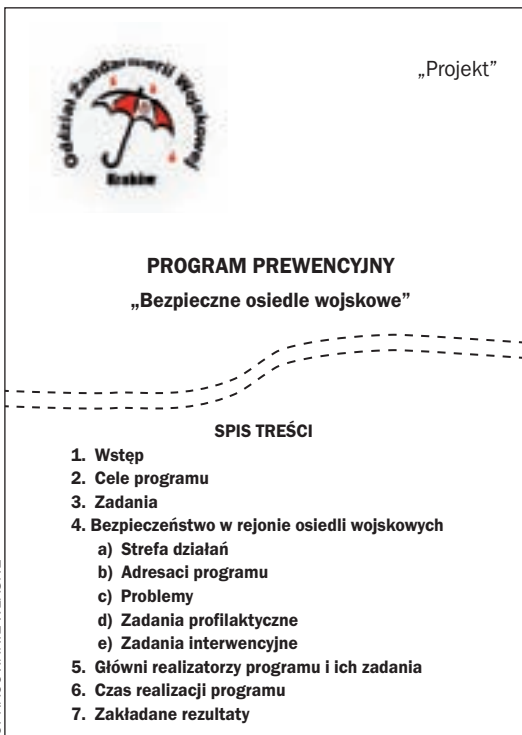 Oddział Żandarmerii Wojskowej
Kraków
„Projekt”
PROGRAM PREWENCYJNY
„Bezpieczne osiedle wojskowe”
SPIS TREŚCI
1. Wstęp
2. Cele programu
3. Zadania
4. Bezpieczeństwo w rejonie osiedli wojskowych
a) Strefa działań
b) Adresaci programu
c) Problemy
d) Zadania profilaktyczne
e) Zadania interwencyjne
5. Główni realizatorzy programu i ich zadania
6. Czas realizacji programu
7. Zakładane rezultaty